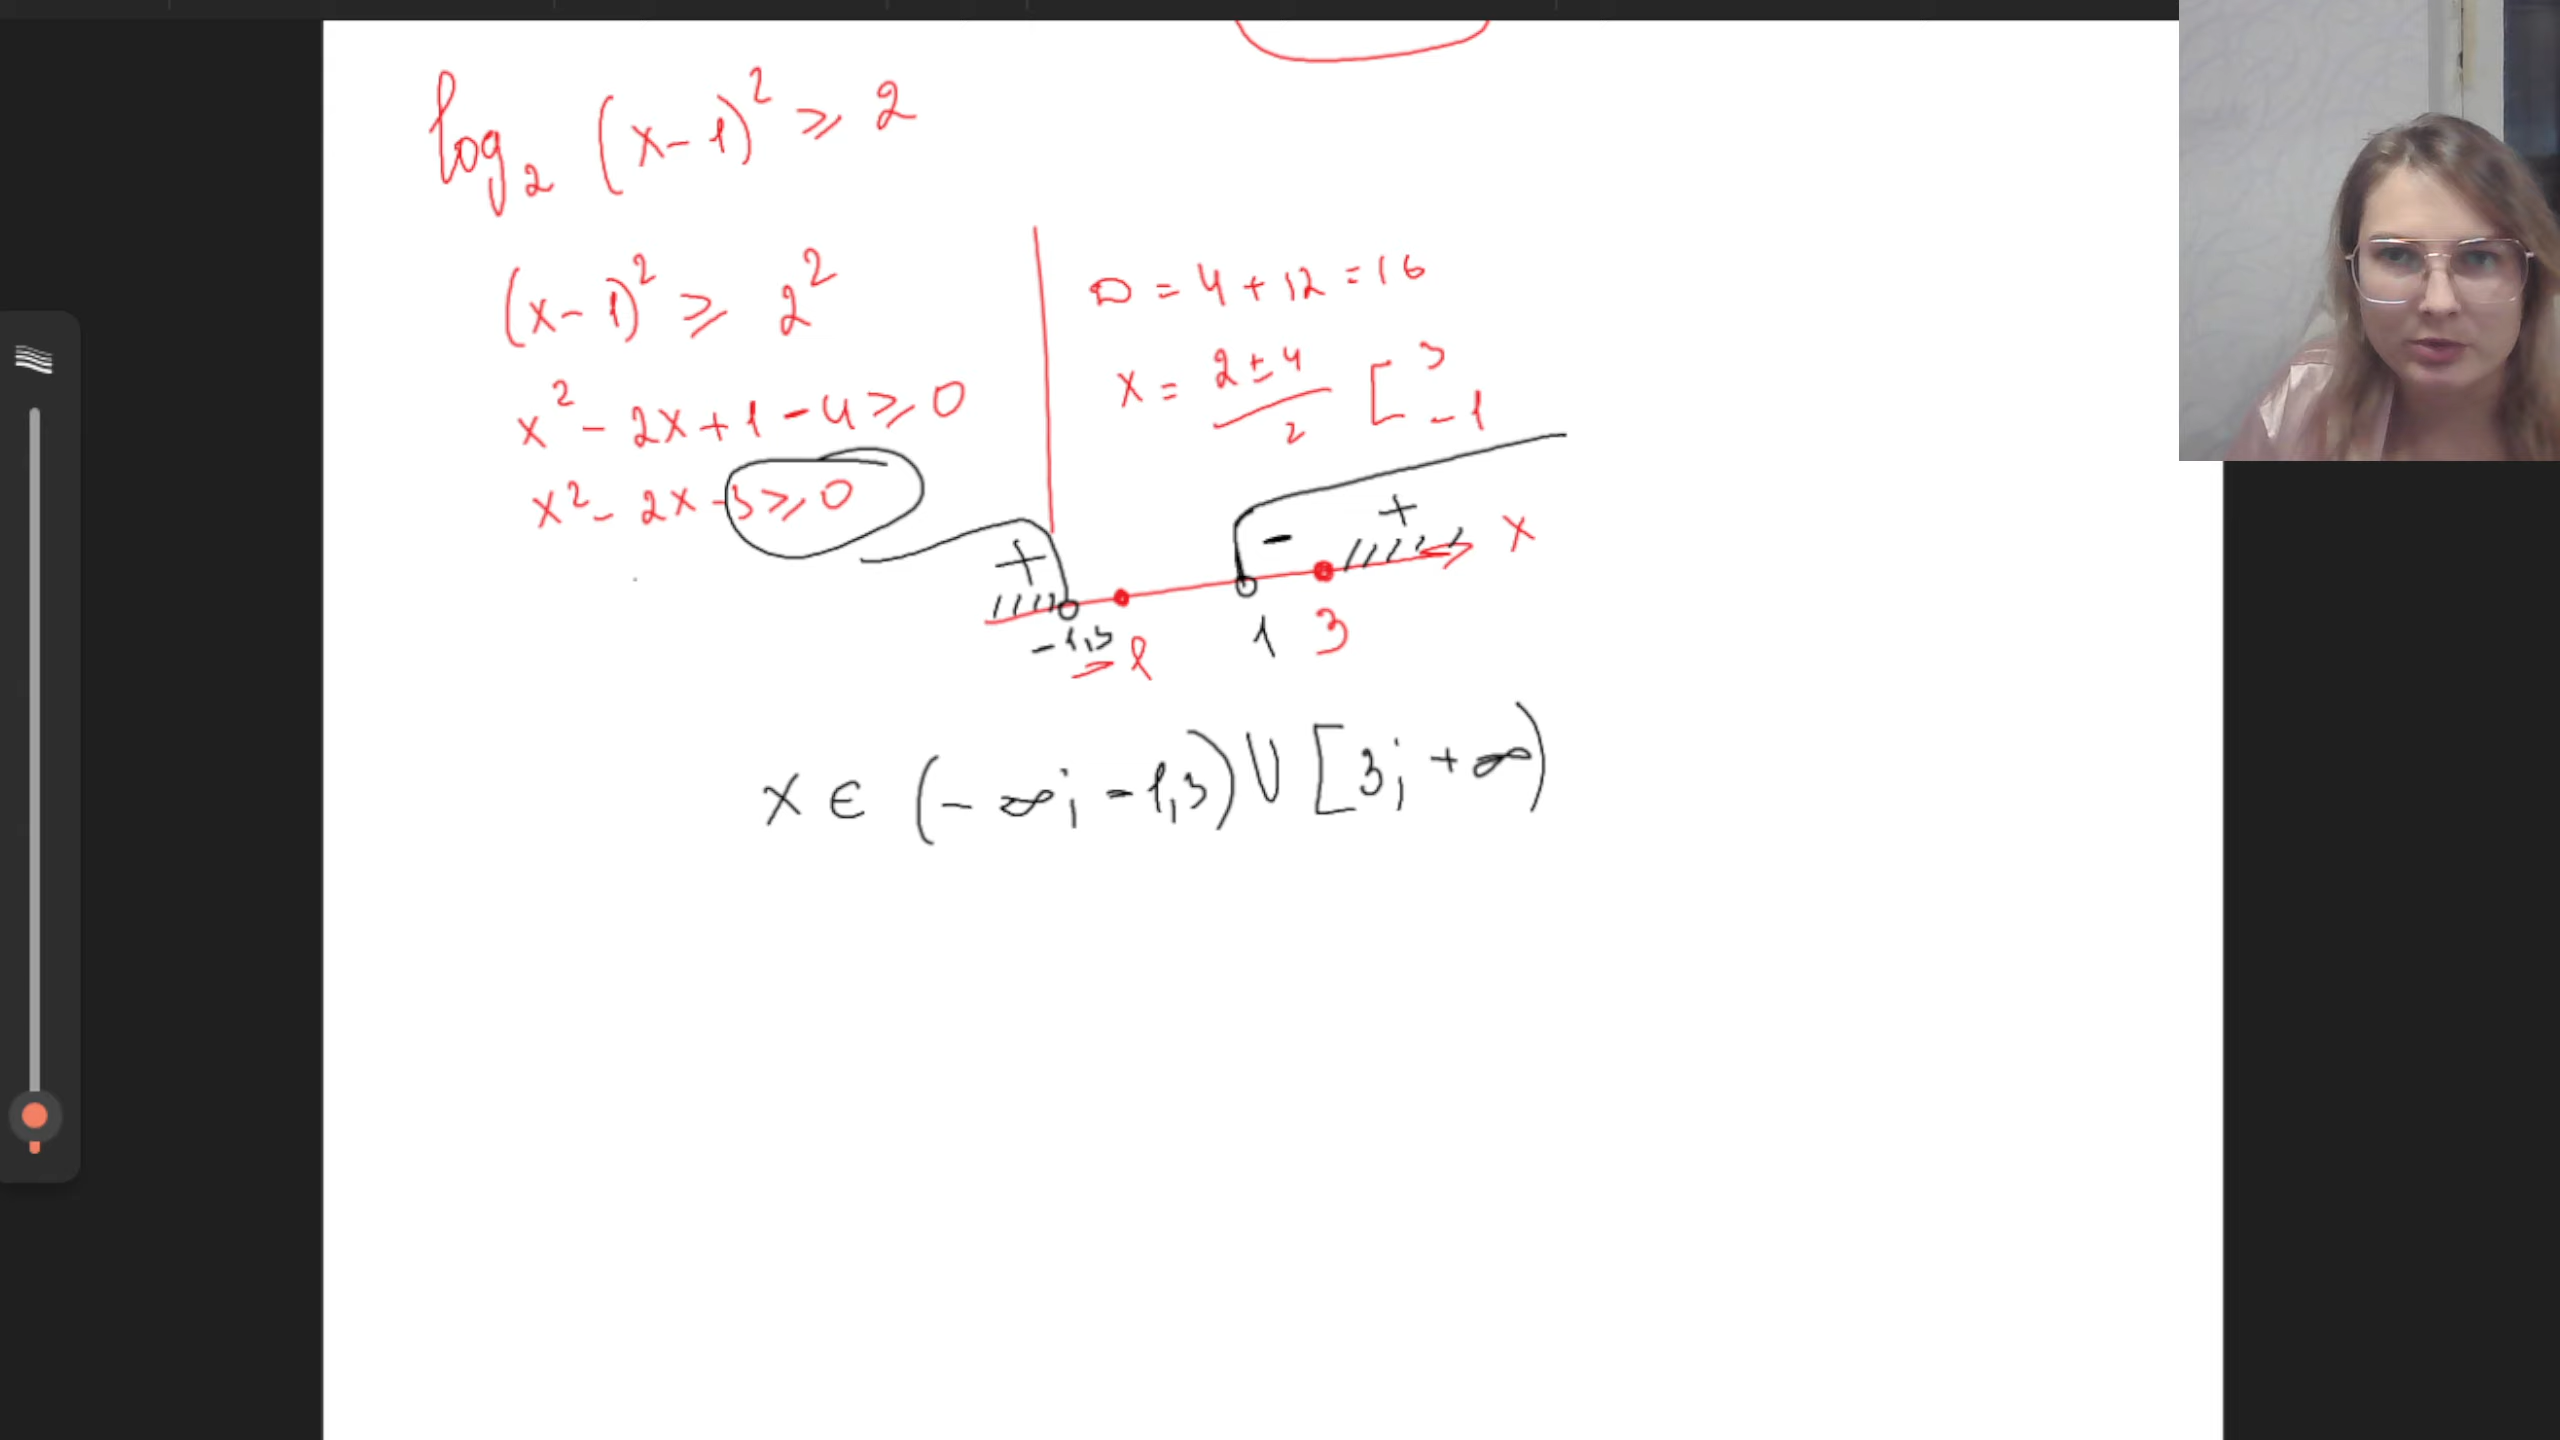 log₂ (x-1)² ≥ 2
(x-1)² ≥ 2²
x² - 2x + 1 - 4 ≥ 0
x² - 2x - 3 ≥ 0
D = 4 + 12 = 16
x = (2 ± 4)/2 [ 3 -1
+ - + x
-1,3 -1 1 3
x ∈ (-∞; -1,3) ∪ [3; +∞)